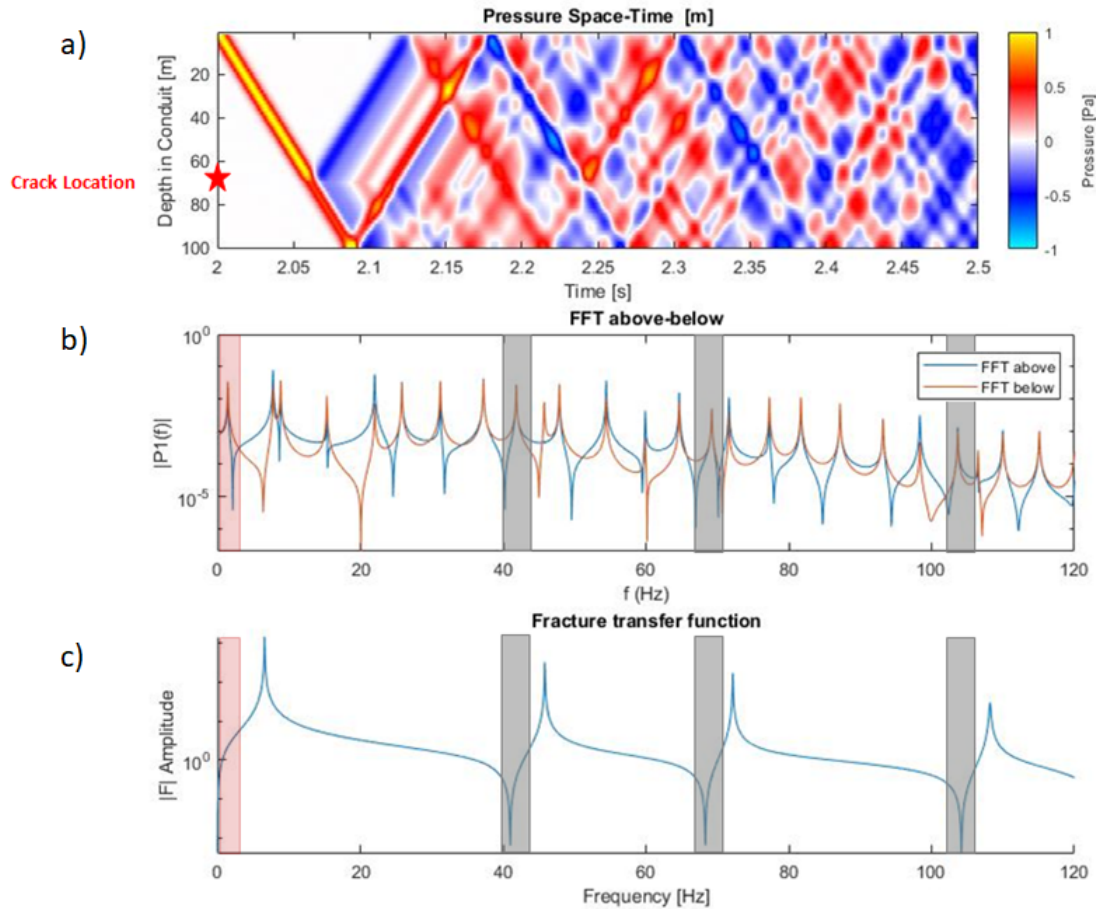 a)
Pressure Space-Time [m]
Depth in Conduit [m]
20
40
60
80
100
Crack Location
2
2.05
2.1
2.15
2.2
2.25
2.3
2.35
2.4
2.45
2.5
Time [s]
1
0.5
0
-0.5
-1
Pressure [Pa]
b)
FFT above-below
|P1(f)|
10^0
10^-5
FFT above
FFT below
0
20
40
60
80
100
120
f (Hz)
c)
Fracture transfer function
|F| Amplitude
10^0
0
20
40
60
80
100
120
Frequency [Hz]